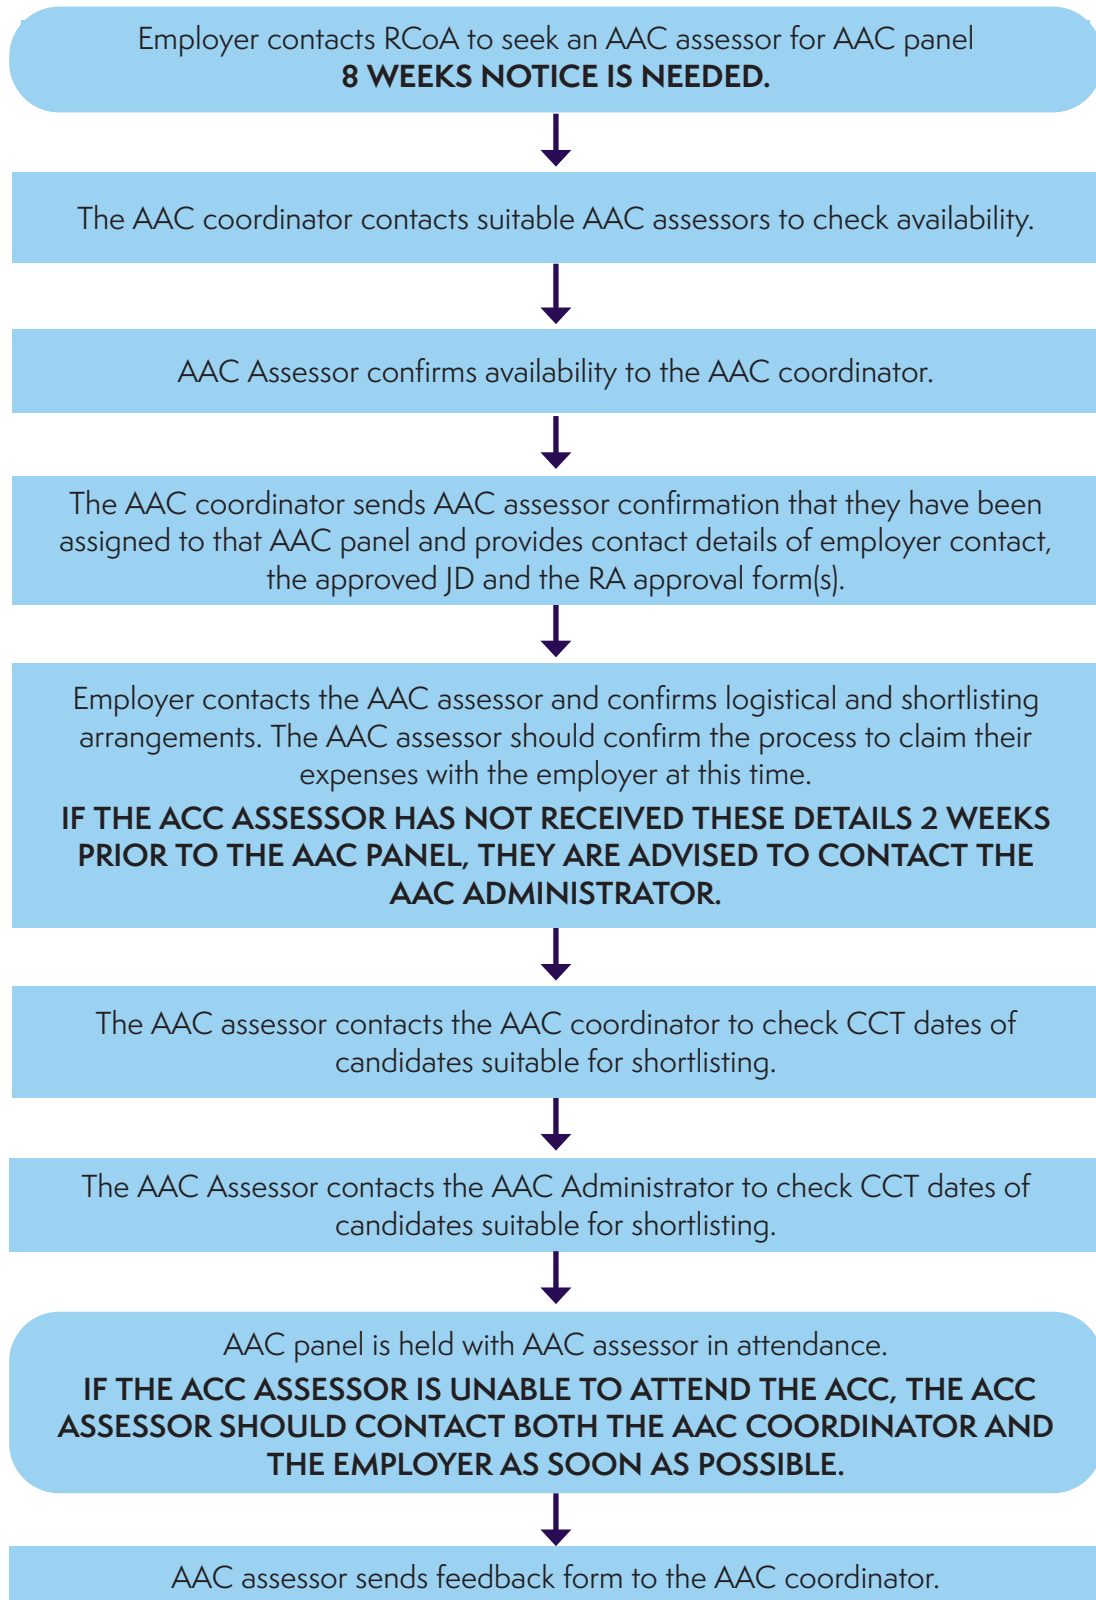 Employer contacts RCoA to seek an AAC assessor for AAC panel
8 WEEKS NOTICE IS NEEDED.
The AAC coordinator contacts suitable AAC assessors to check availability.
AAC Assessor confirms availability to the AAC coordinator.
The AAC coordinator sends AAC assessor confirmation that they have been
assigned to that AAC panel and provides contact details of employer contact,
the approved JD and the RA approval form(s).
Employer contacts the AAC assessor and confirms logistical and shortlisting
arrangements. The AAC assessor should confirm the process to claim their
expenses with the employer at this time.
IF THE ACC ASSESSOR HAS NOT RECEIVED THESE DETAILS 2 WEEKS
PRIOR TO THE AAC PANEL, THEY ARE ADVISED TO CONTACT THE
AAC ADMINISTRATOR.
The AAC assessor contacts the AAC coordinator to check CCT dates of
candidates suitable for shortlisting.
The AAC Assessor contacts the AAC Administrator to check CCT dates of
candidates suitable for shortlisting.
AAC panel is held with AAC assessor in attendance.
IF THE ACC ASSESSOR IS UNABLE TO ATTEND THE ACC, THE ACC
ASSESSOR SHOULD CONTACT BOTH THE AAC COORDINATOR AND
THE EMPLOYER AS SOON AS POSSIBLE.
AAC assessor sends feedback form to the AAC coordinator.